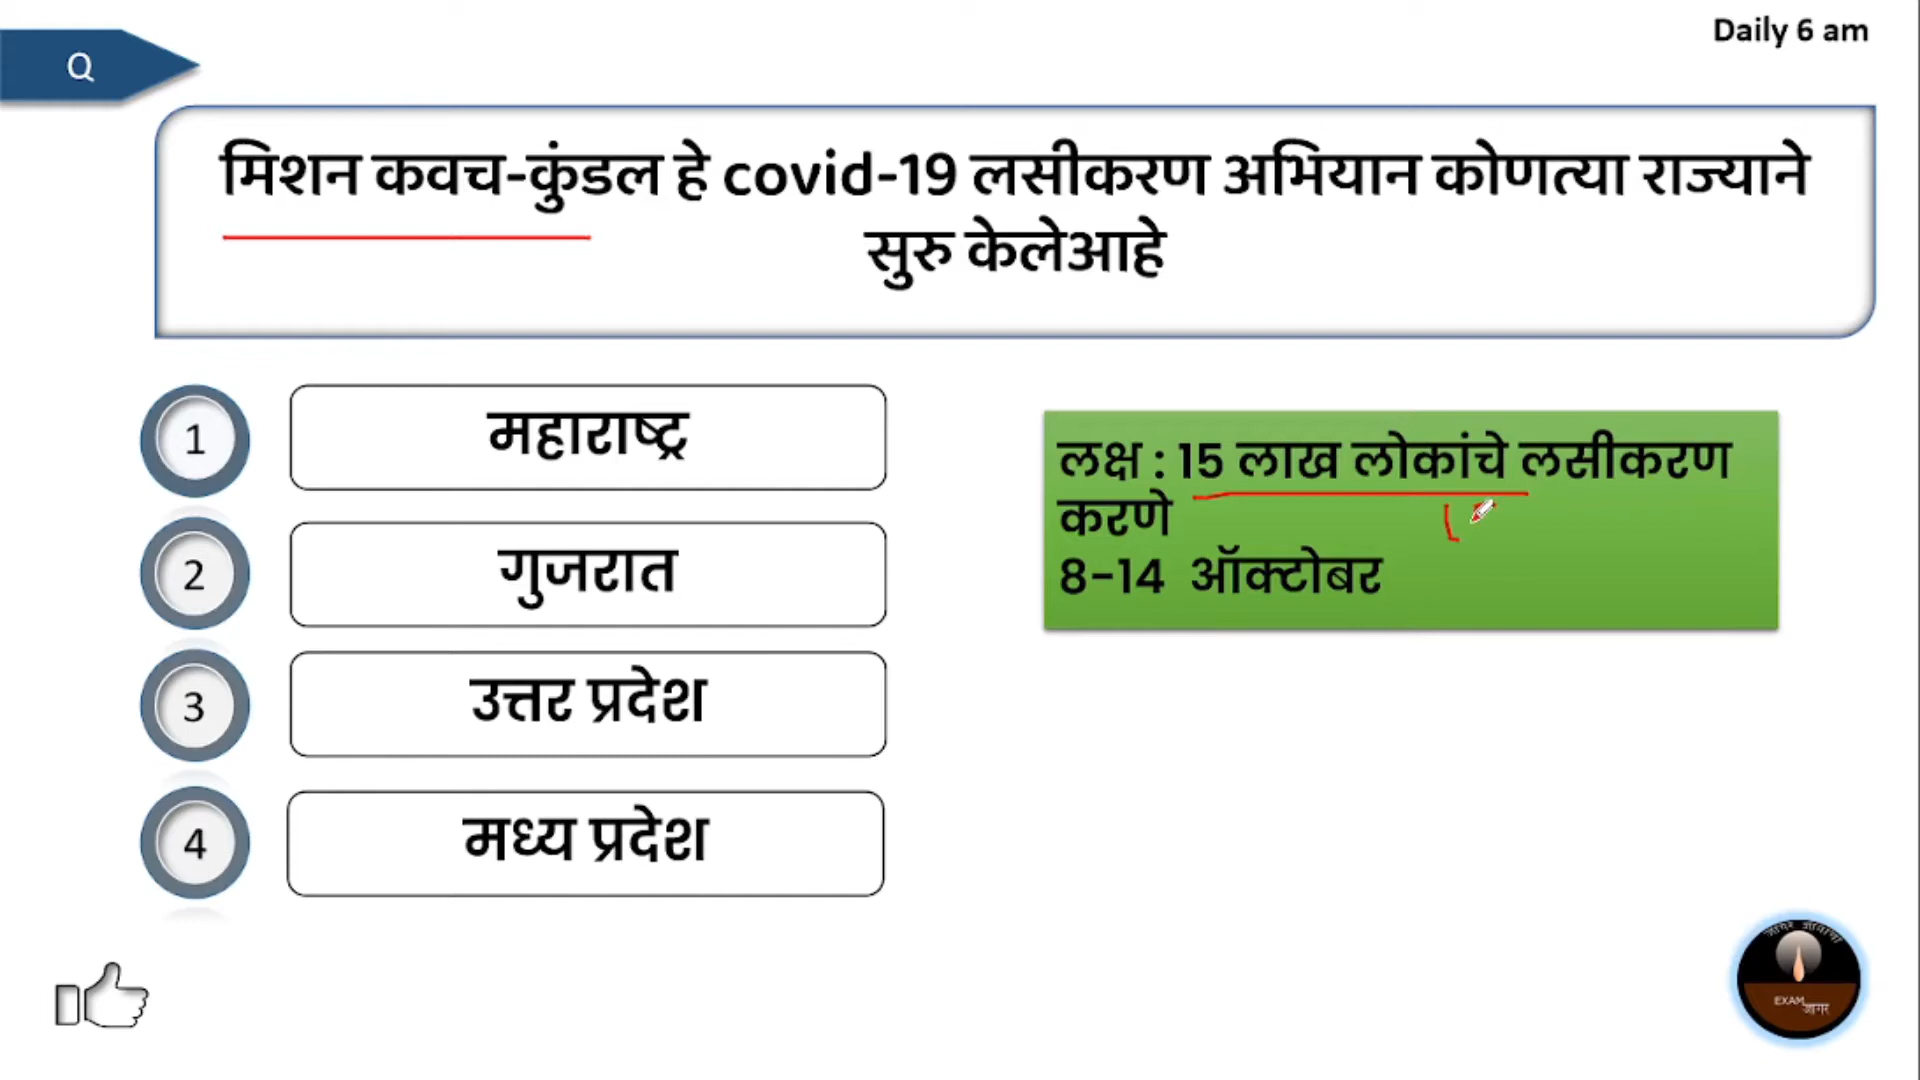 Daily 6 am
Q
मिशन कवच-कुंडल हे covid-19 लसीकरण अभियान कोणत्या राज्याने
सुरु केलेआहे
1 महाराष्ट्र
2 गुजरात
3 उत्तर प्रदेश
4 मध्य प्रदेश
लक्ष : 15 लाख लोकांचे लसीकरण
करणे
8-14 ऑक्टोबर
EXAM
जागर